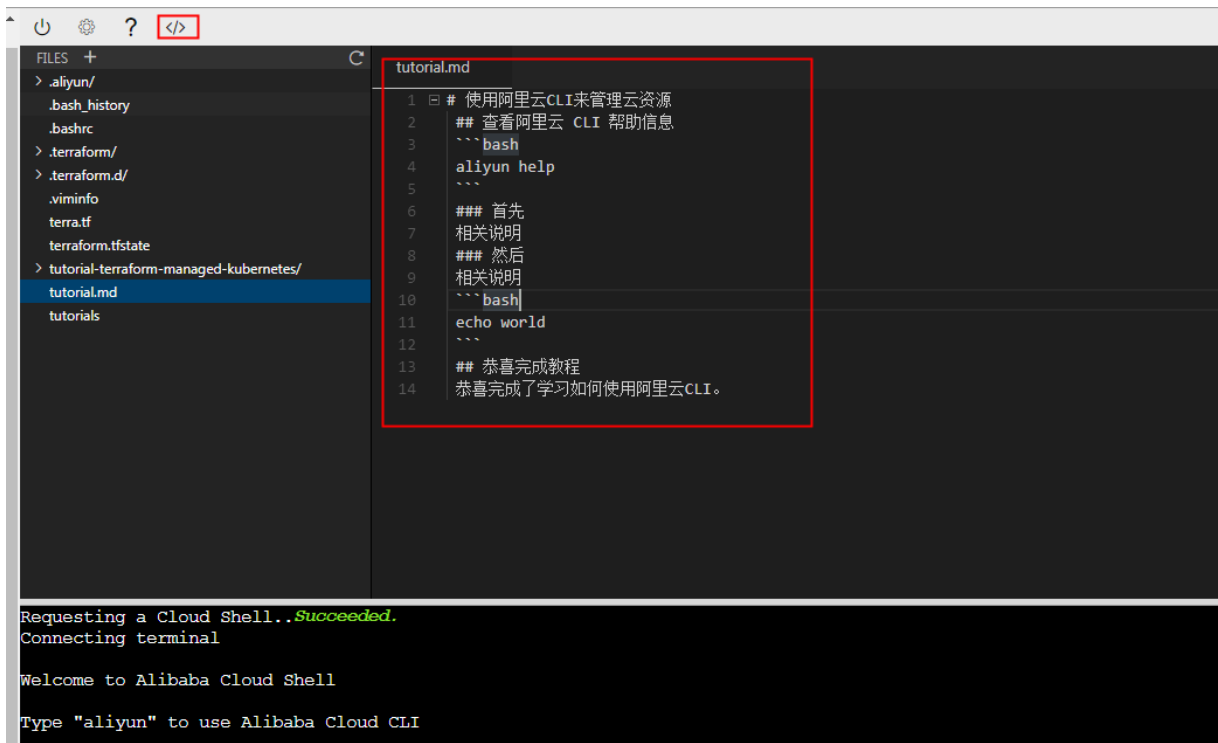 ? </>
FILES +
> .aliyun/
.bash_history
.bashrc
> .terraform/
> .terraform.d/
.viminfo
terra.tf
terraform.tfstate
> tutorial-terraform-managed-kubernetes/
tutorial.md
tutorials
tutorial.md
1 # 使用阿里云CLI来管理云资源
2 ## 查看阿里云 CLI 帮助信息
3 ```bash
4 aliyun help
5 ```
6 ### 首先
7 相关说明
8 ### 然后
9 相关说明
10 ```bash
11 echo world
12 ```
13 ## 恭喜完成教程
14 恭喜完成了学习如何使用阿里云CLI。
Requesting a Cloud Shell..Succeeded.
Connecting terminal
Welcome to Alibaba Cloud Shell
Type "aliyun" to use Alibaba Cloud CLI